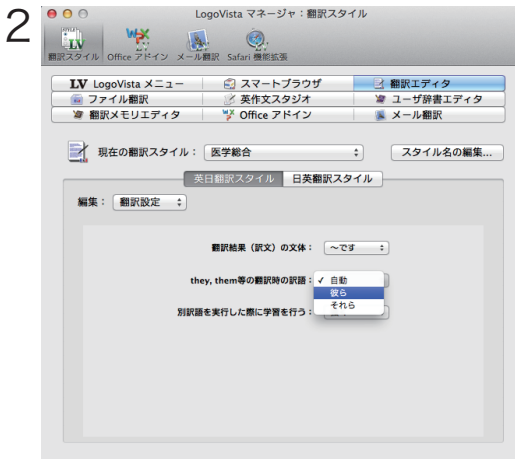 2
LogoVista マネージャ：翻訳スタイル
翻訳スタイル Office アドイン メール翻訳 Safari 機能拡張
LV LogoVista メニュー スマートブラウザ 翻訳エディタ
ファイル翻訳 英作文スタジオ ユーザ辞書エディタ
翻訳メモリエディタ Office アドイン メール翻訳
現在の翻訳スタイル： 医学総合 スタイル名の編集...
英日翻訳スタイル 日英翻訳スタイル
編集： 翻訳設定
翻訳結果（訳文）の文体： 〜です
they, them等の翻訳時の訳語： ✓ 自動
彼ら
それら
別訳語を実行した際に学習を行う：